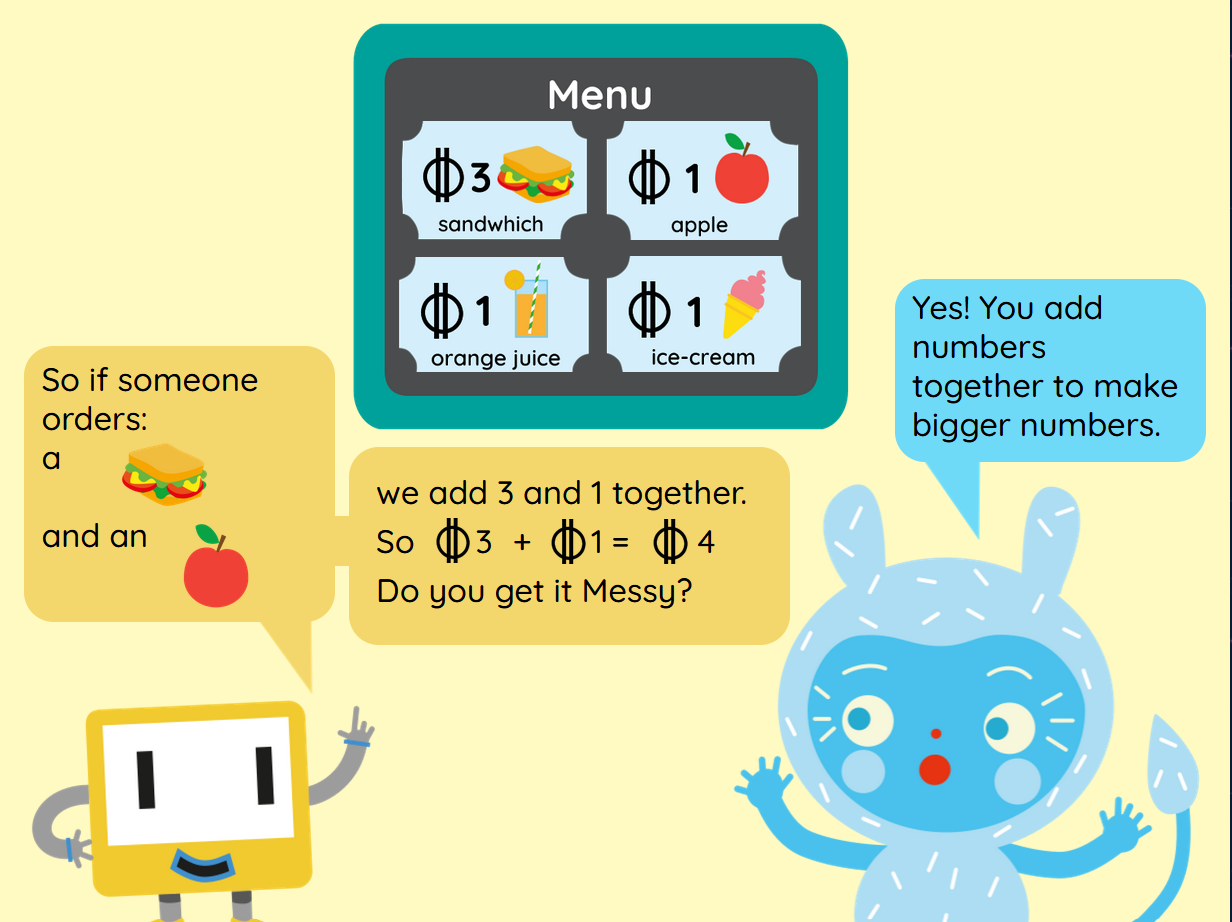 Menu
3
sandwhich
1
apple
1
orange juice
1
ice-cream
So if someone
orders:
a
and an
we add 3 and 1 together.
So 3 + 1 = 4
Do you get it Messy?
Yes! You add
numbers
together to make
bigger numbers.